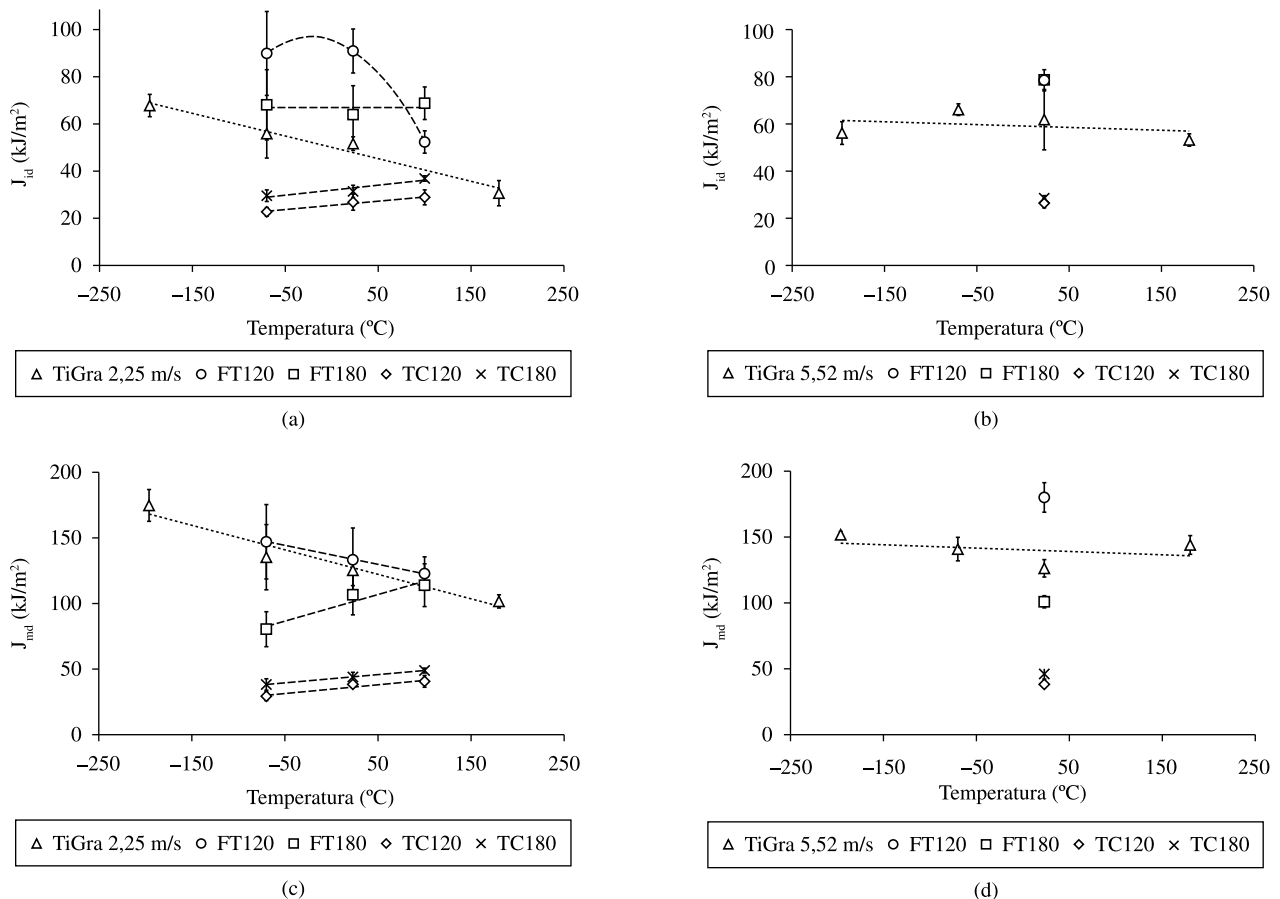 100
80
60
40
20
0
J_id (kJ/m²)
–250 –150 –50 50 150 250
Temperatura (ºC)
TiGra 2,25 m/s FT120 FT180 TC120 TC180
(a)
100
80
60
40
20
0
J_id (kJ/m²)
–250 –150 –50 50 150 250
Temperatura (ºC)
TiGra 5,52 m/s FT120 FT180 TC120 TC180
(b)
200
150
100
50
0
J_md (kJ/m²)
–250 –150 –50 50 150 250
Temperatura (ºC)
TiGra 2,25 m/s FT120 FT180 TC120 TC180
(c)
200
150
100
50
0
J_md (kJ/m²)
–250 –150 –50 50 150 250
Temperatura (ºC)
TiGra 5,52 m/s FT120 FT180 TC120 TC180
(d)